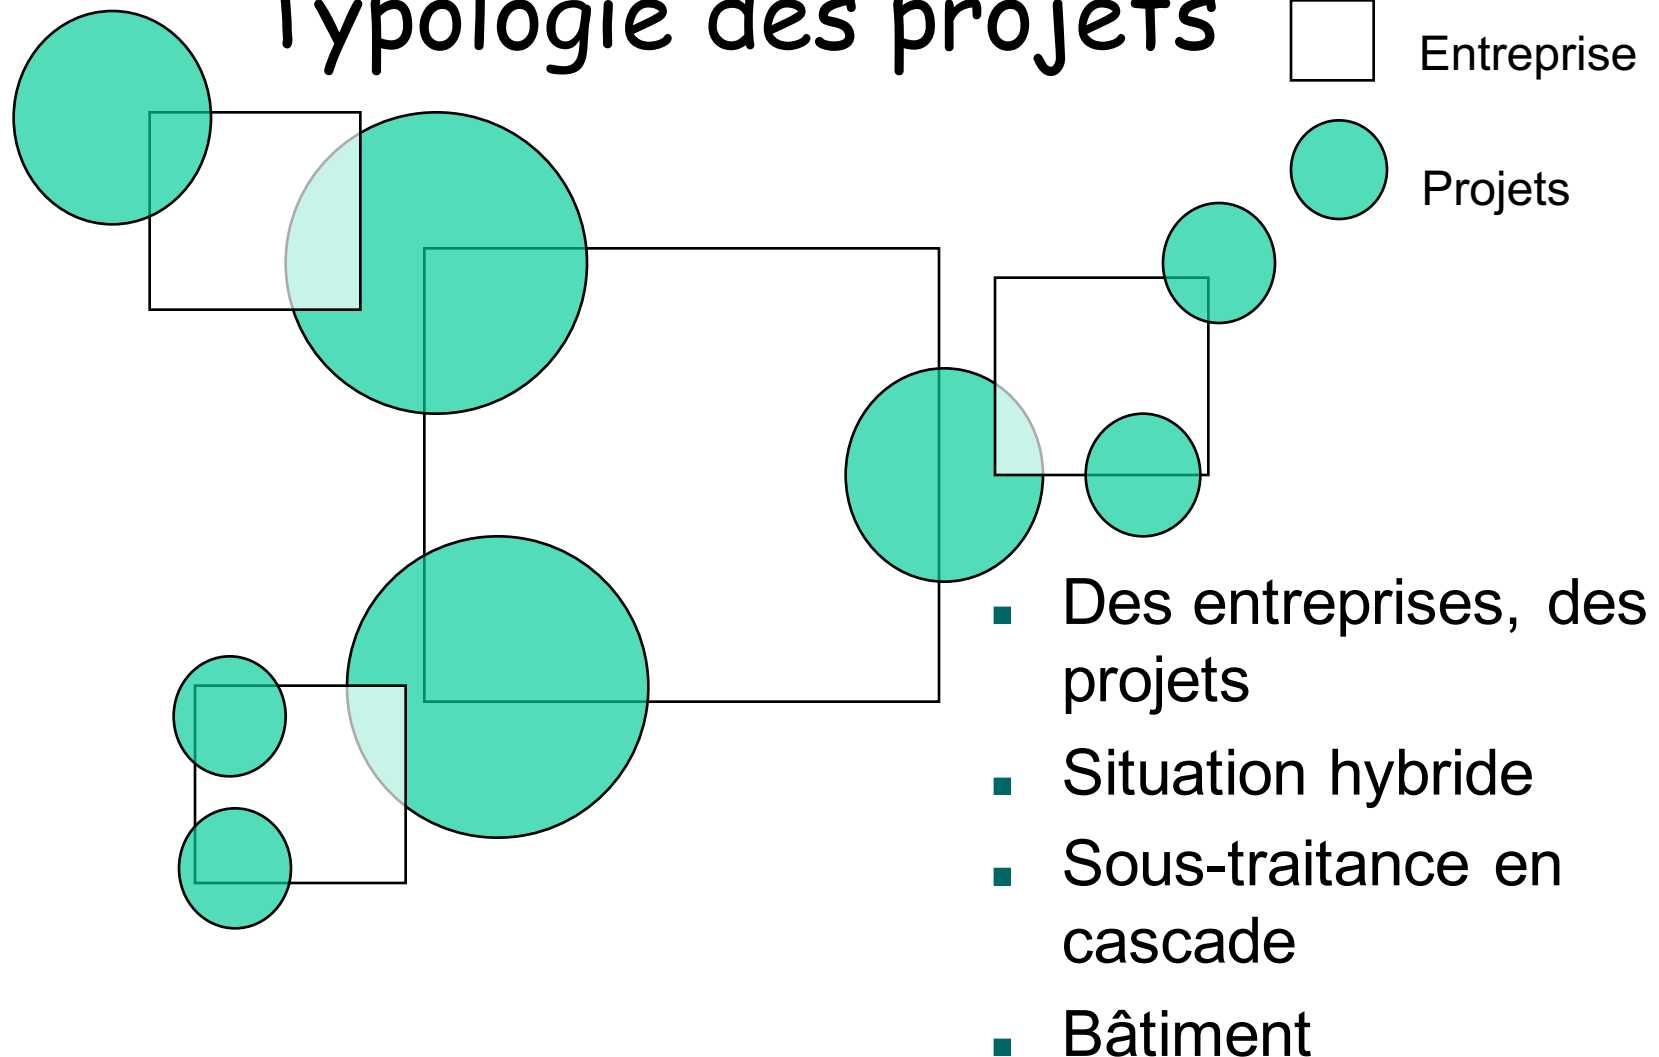 Typologie des projets
Entreprise
Projets
Des entreprises, des
projets
Situation hybride
Sous-traitance en
cascade
Bâtiment